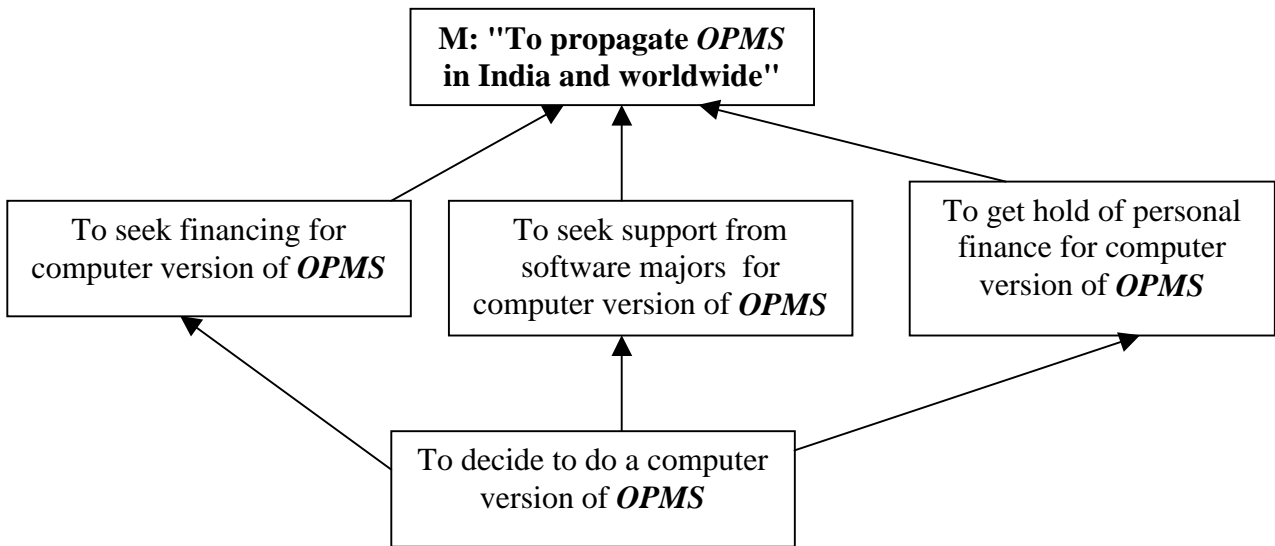 M: "To propagate OPMS
in India and worldwide"
To seek financing for
computer version of OPMS
To seek support from
software majors for
computer version of OPMS
To get hold of personal
finance for computer
version of OPMS
To decide to do a computer
version of OPMS